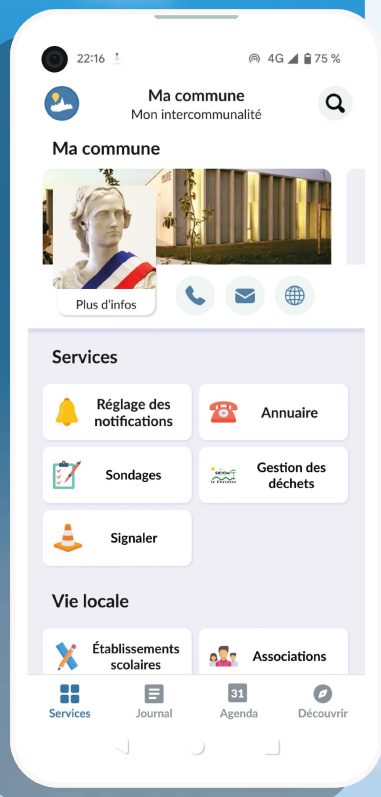 22:16
4G 75 %
Ma commune
Mon intercommunalité
Ma commune
Plus d'infos
Services
Réglage des
notifications
Annuaire
Sondages
Gestion des
déchets
Signaler
Vie locale
Établissements
scolaires
Associations
31
Services
Journal
Agenda
Découvrir